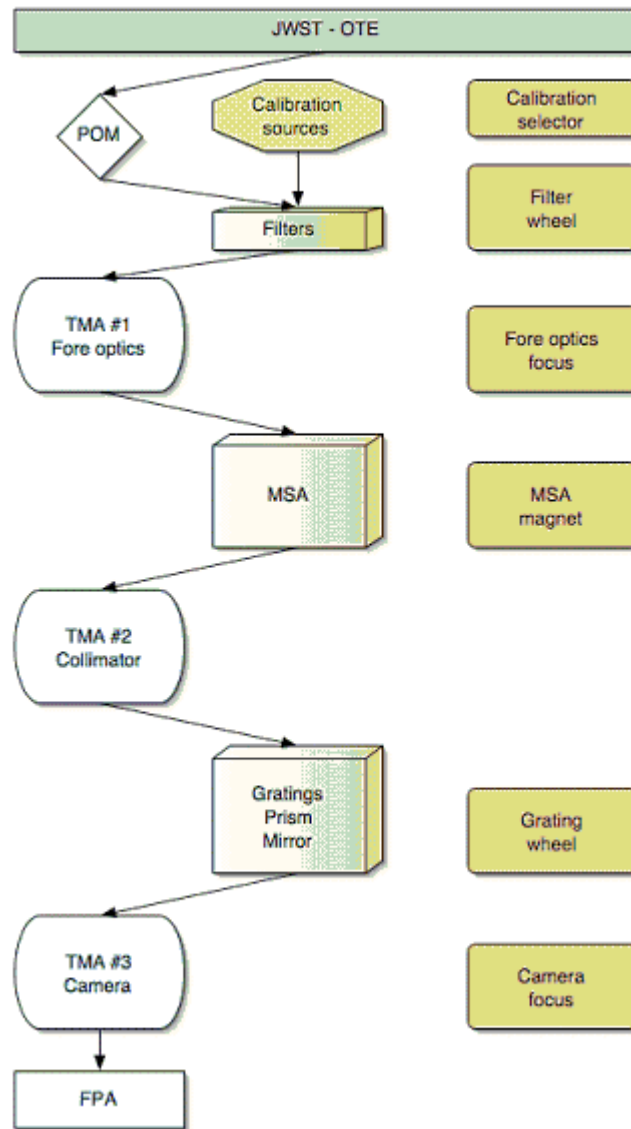 JWST - OTE
POM
Calibration
sources
Calibration
selector
Filters
Filter
wheel
TMA #1
Fore optics
Fore optics
focus
MSA
MSA
magnet
TMA #2
Collimator
Gratings
Prism
Mirror
Grating
wheel
TMA #3
Camera
Camera
focus
FPA